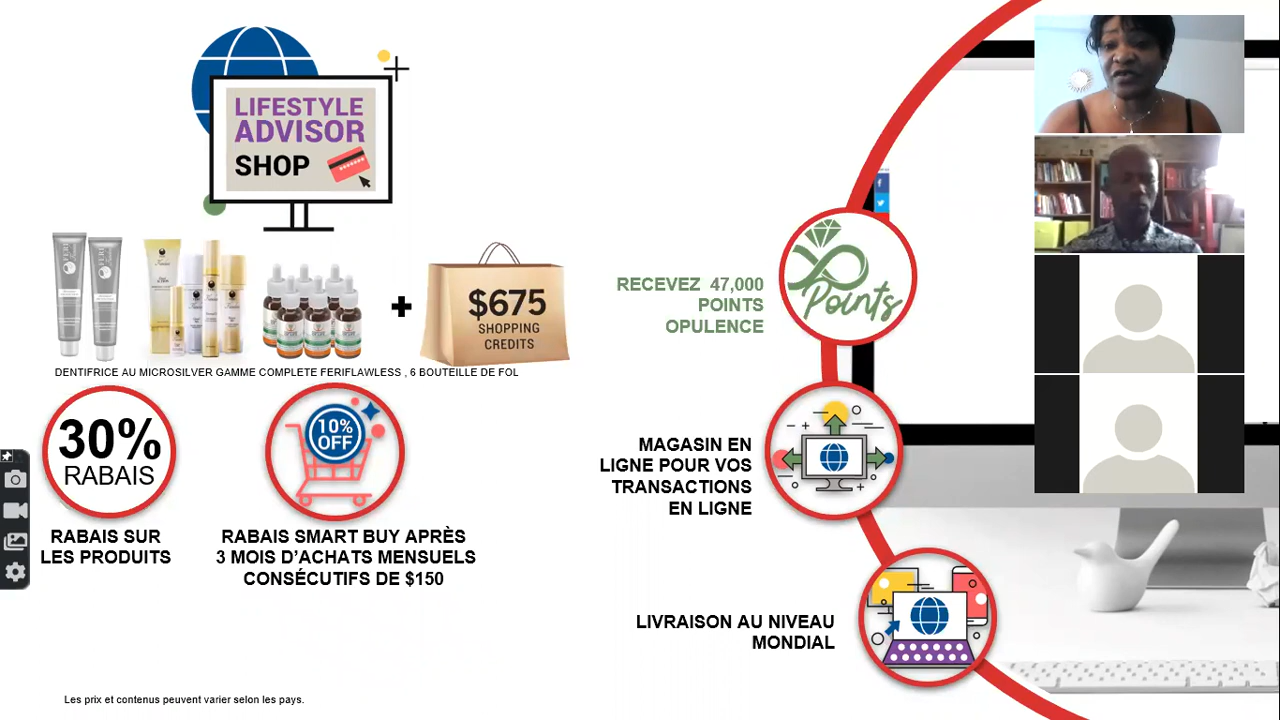 LIFESTYLE
ADVISOR
SHOP
$675
SHOPPING
CREDITS
DENTIFRICE AU MICROSILVER GAMME COMPLETE FERIFLAWLESS , 6 BOUTEILLE DE FOL
30%
RABAIS
RABAIS SUR
LES PRODUITS
10%
OFF
RABAIS SMART BUY APRÈS
3 MOIS D'ACHATS MENSUELS
CONSÉCUTIFS DE $150
RECEVEZ 47,000
POINTS
OPULENCE
Points
MAGASIN EN
LIGNE POUR VOS
TRANSACTIONS
EN LIGNE
LIVRAISON AU NIVEAU
MONDIAL
Les prix et contenus peuvent varier selon les pays.